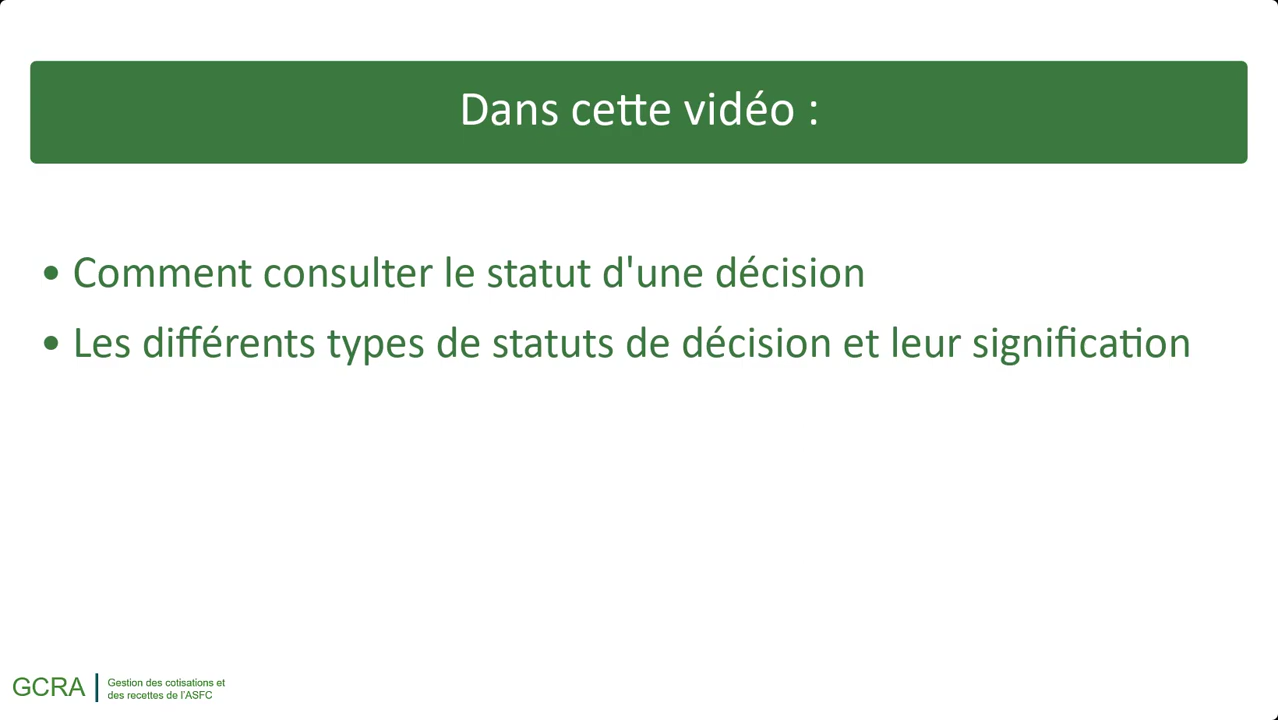 Dans cette vidéo :
• Comment consulter le statut d'une décision
• Les différents types de statuts de décision et leur signification
GCRA
Gestion des cotisations et
des recettes de l'ASFC